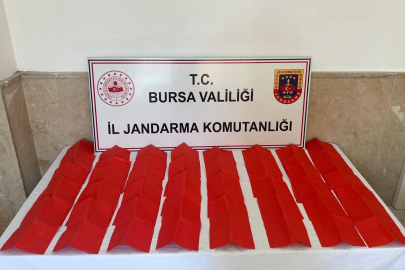 T.C.
BURSA VALİLİĞİ
İL JANDARMA KOMUTANLIĞI